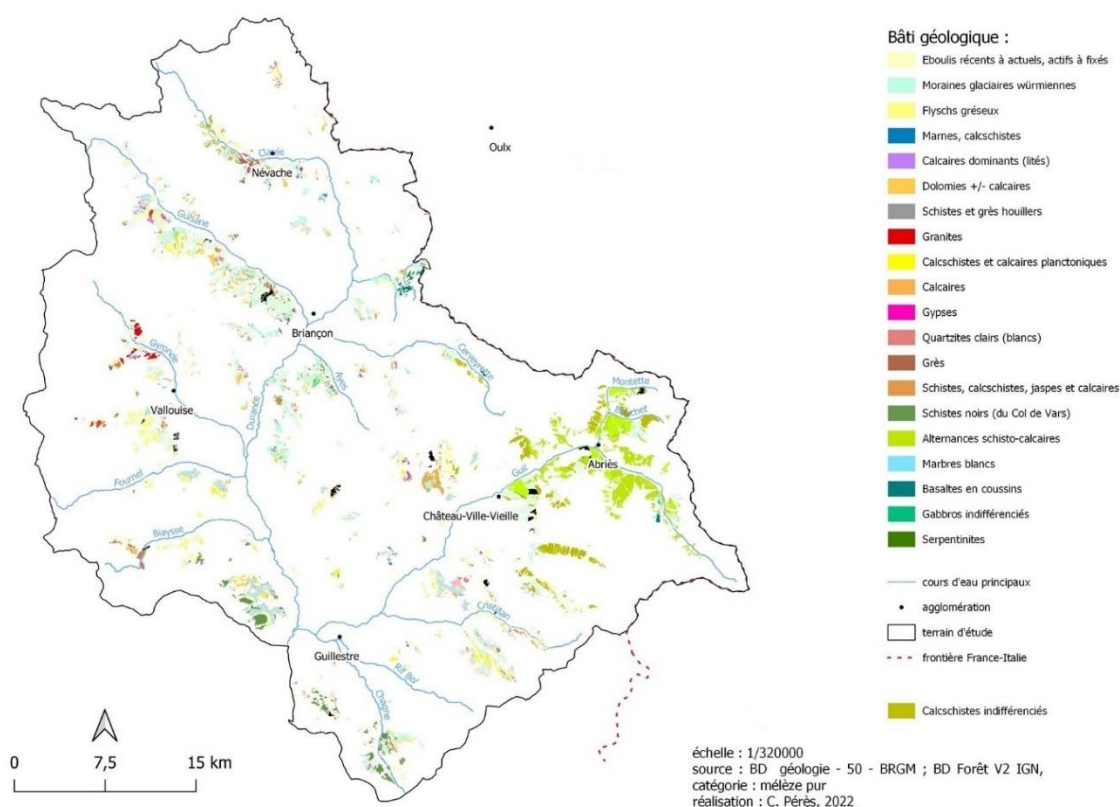 Oulx
Clarée
Névache
Guisane
Briançon
Cerveyrette
Ayes
Gyronde
Vallouise
Durance
Montette
Bouchet
Abriès
Guil
Château-Ville-Vieille
Fournel
Biaysse
Cristillan
Guillestre
Rif Bel
Chagne
0 7,5 15 km
Bâti géologique :
Eboulis récents à actuels, actifs à fixés
Moraines glaciaires würmiennes
Flyschs gréseux
Marnes, calcschistes
Calcaires dominants (lités)
Dolomies +/- calcaires
Schistes et grès houillers
Granites
Calcschistes et calcaires planctoniques
Calcaires
Gypses
Quartzites clairs (blancs)
Grès
Schistes, calcschistes, jaspes et calcaires
Schistes noirs (du Col de Vars)
Alternances schisto-calcaires
Marbres blancs
Basaltes en coussins
Gabbros indifférenciés
Serpentinites
cours d'eau principaux
agglomération
terrain d'étude
frontière France-Italie
Calcschistes indifférenciés
échelle : 1/320000
source : BD géologie - 50 - BRGM ; BD Forêt V2 IGN,
catégorie : mélèze pur
réalisation : C. Pérès, 2022